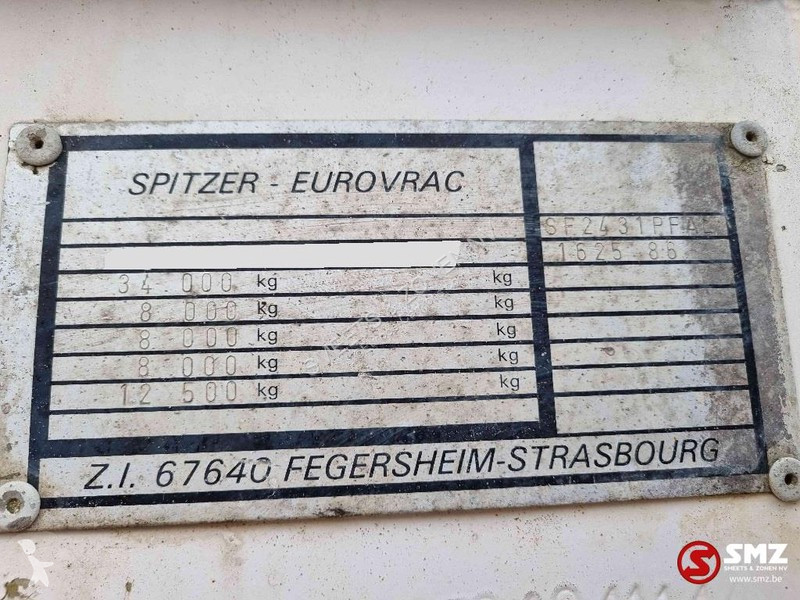 SPITZER - EUROVRAC
SF2431PFAL
1625 86
34 000 kg kg
8 000 kg kg
8 000 kg kg
8 000 kg kg
12 500 kg kg
Z.I. 67640 FEGERSHEIM-STRASBOURG
SMZ
SHEETS & ZONEN NV
www.smz.be